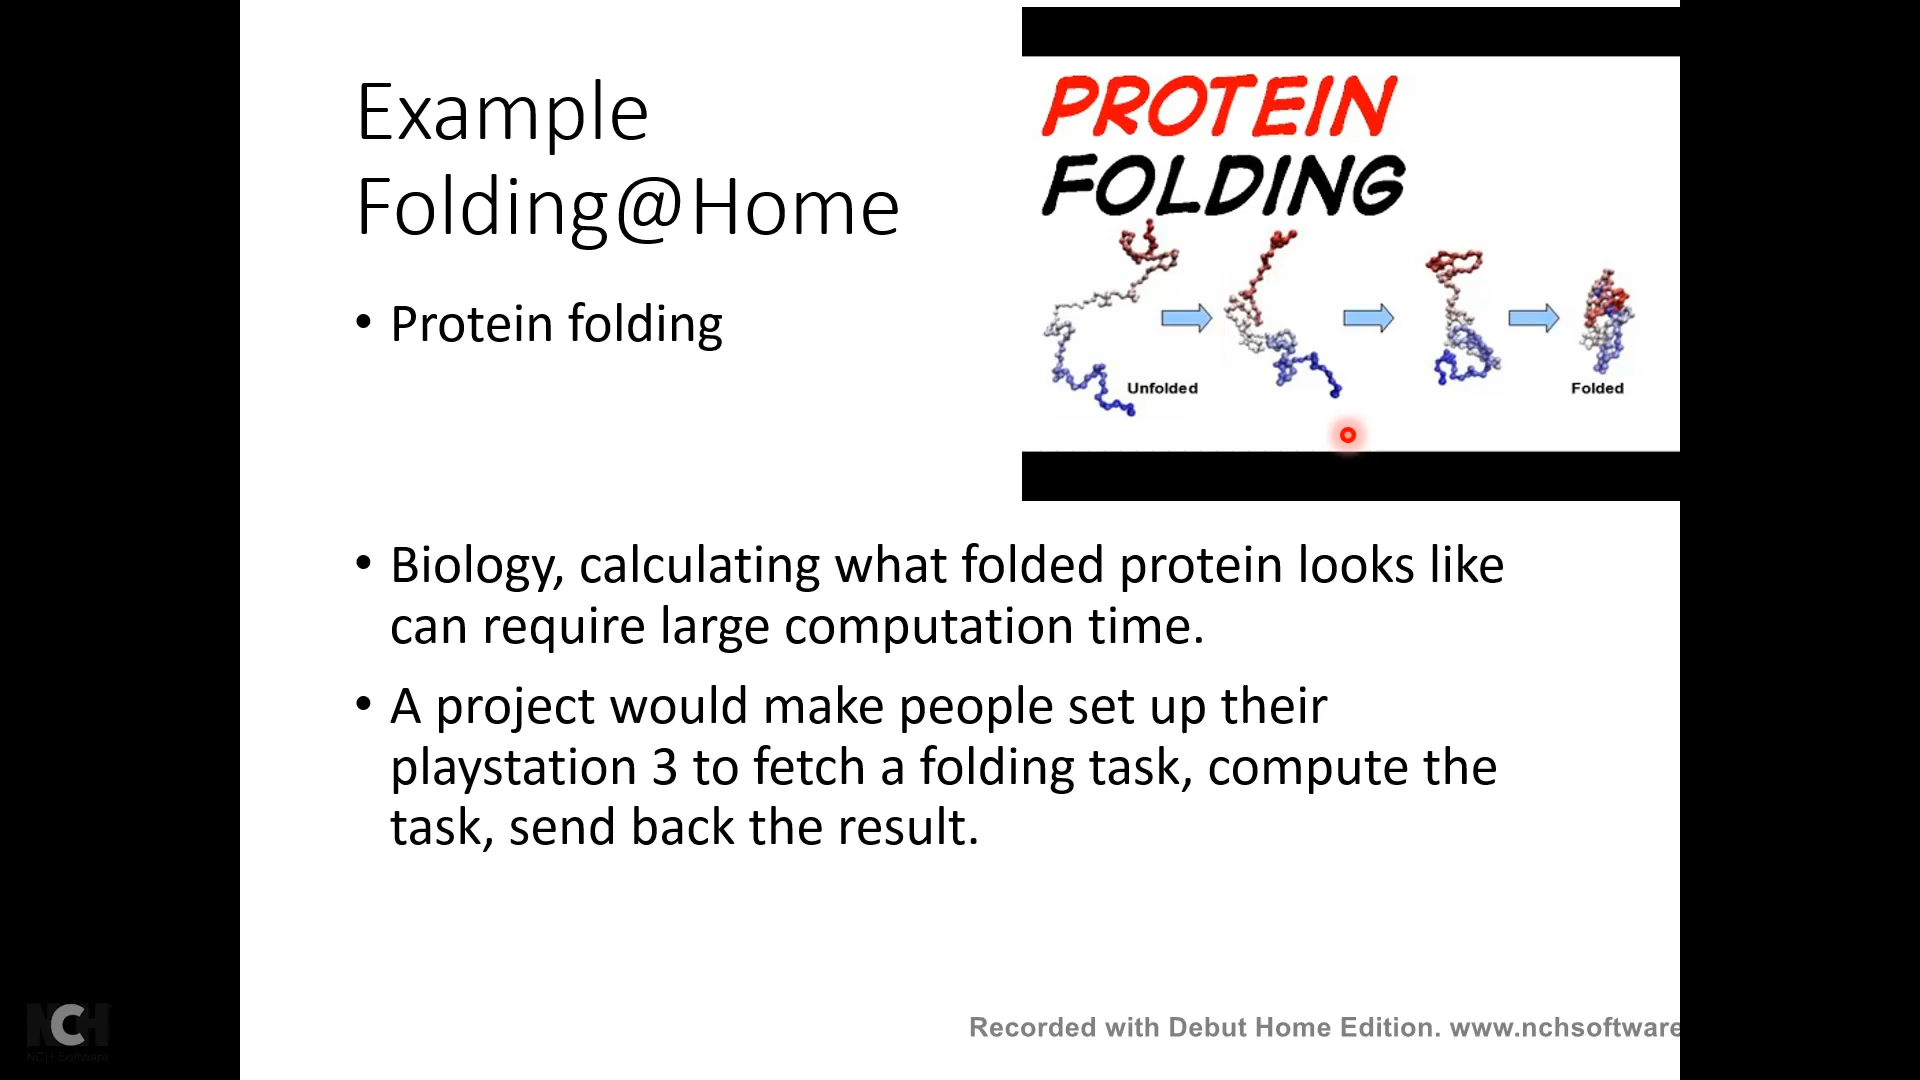 Example
Folding@Home
PROTEIN
FOLDING
Unfolded
Folded
• Protein folding
• Biology, calculating what folded protein looks like
can require large computation time.
• A project would make people set up their
playstation 3 to fetch a folding task, compute the
task, send back the result.
NCH
NCH Software
Recorded with Debut Home Edition. www.nchsoftware